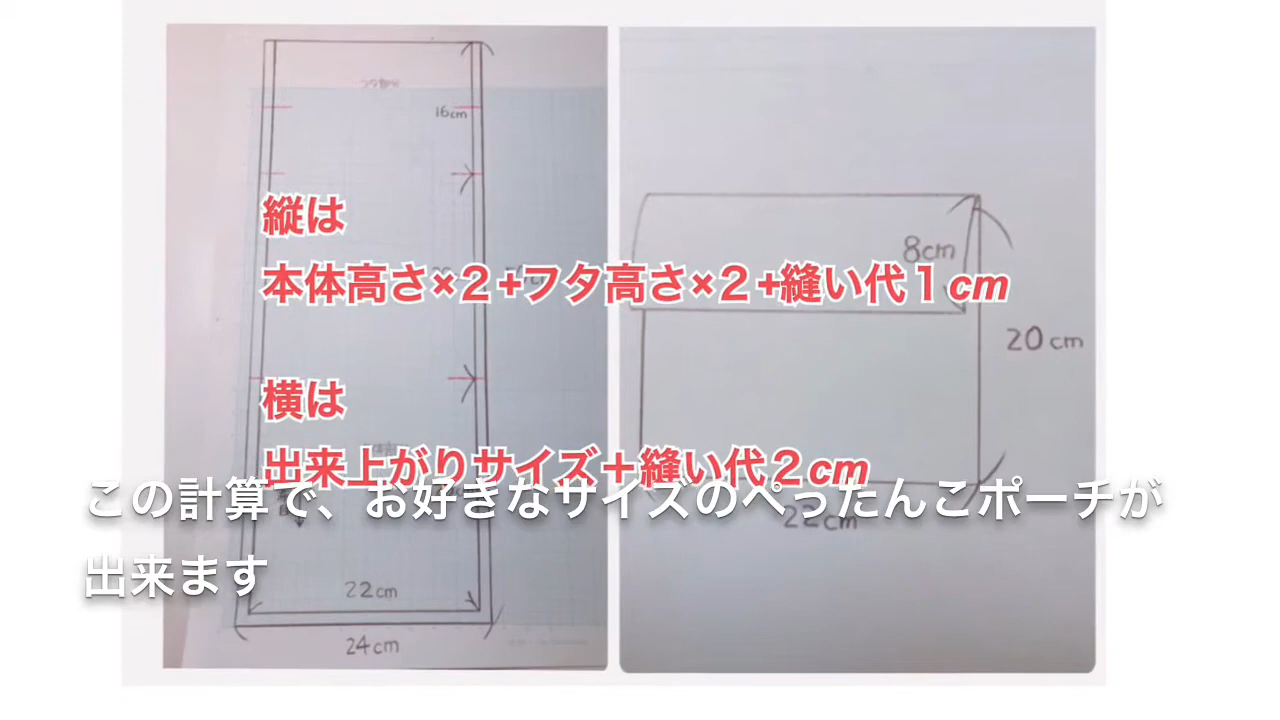 16cm
縦は
8cm
本体高さ×２+フタ高さ×２+縫い代１cm
20cm
横は
出来上がりサイズ＋縫い代２cm
この計算で、お好きなサイズのぺったんこポーチが
出来ます
22cm
22cm
24cm